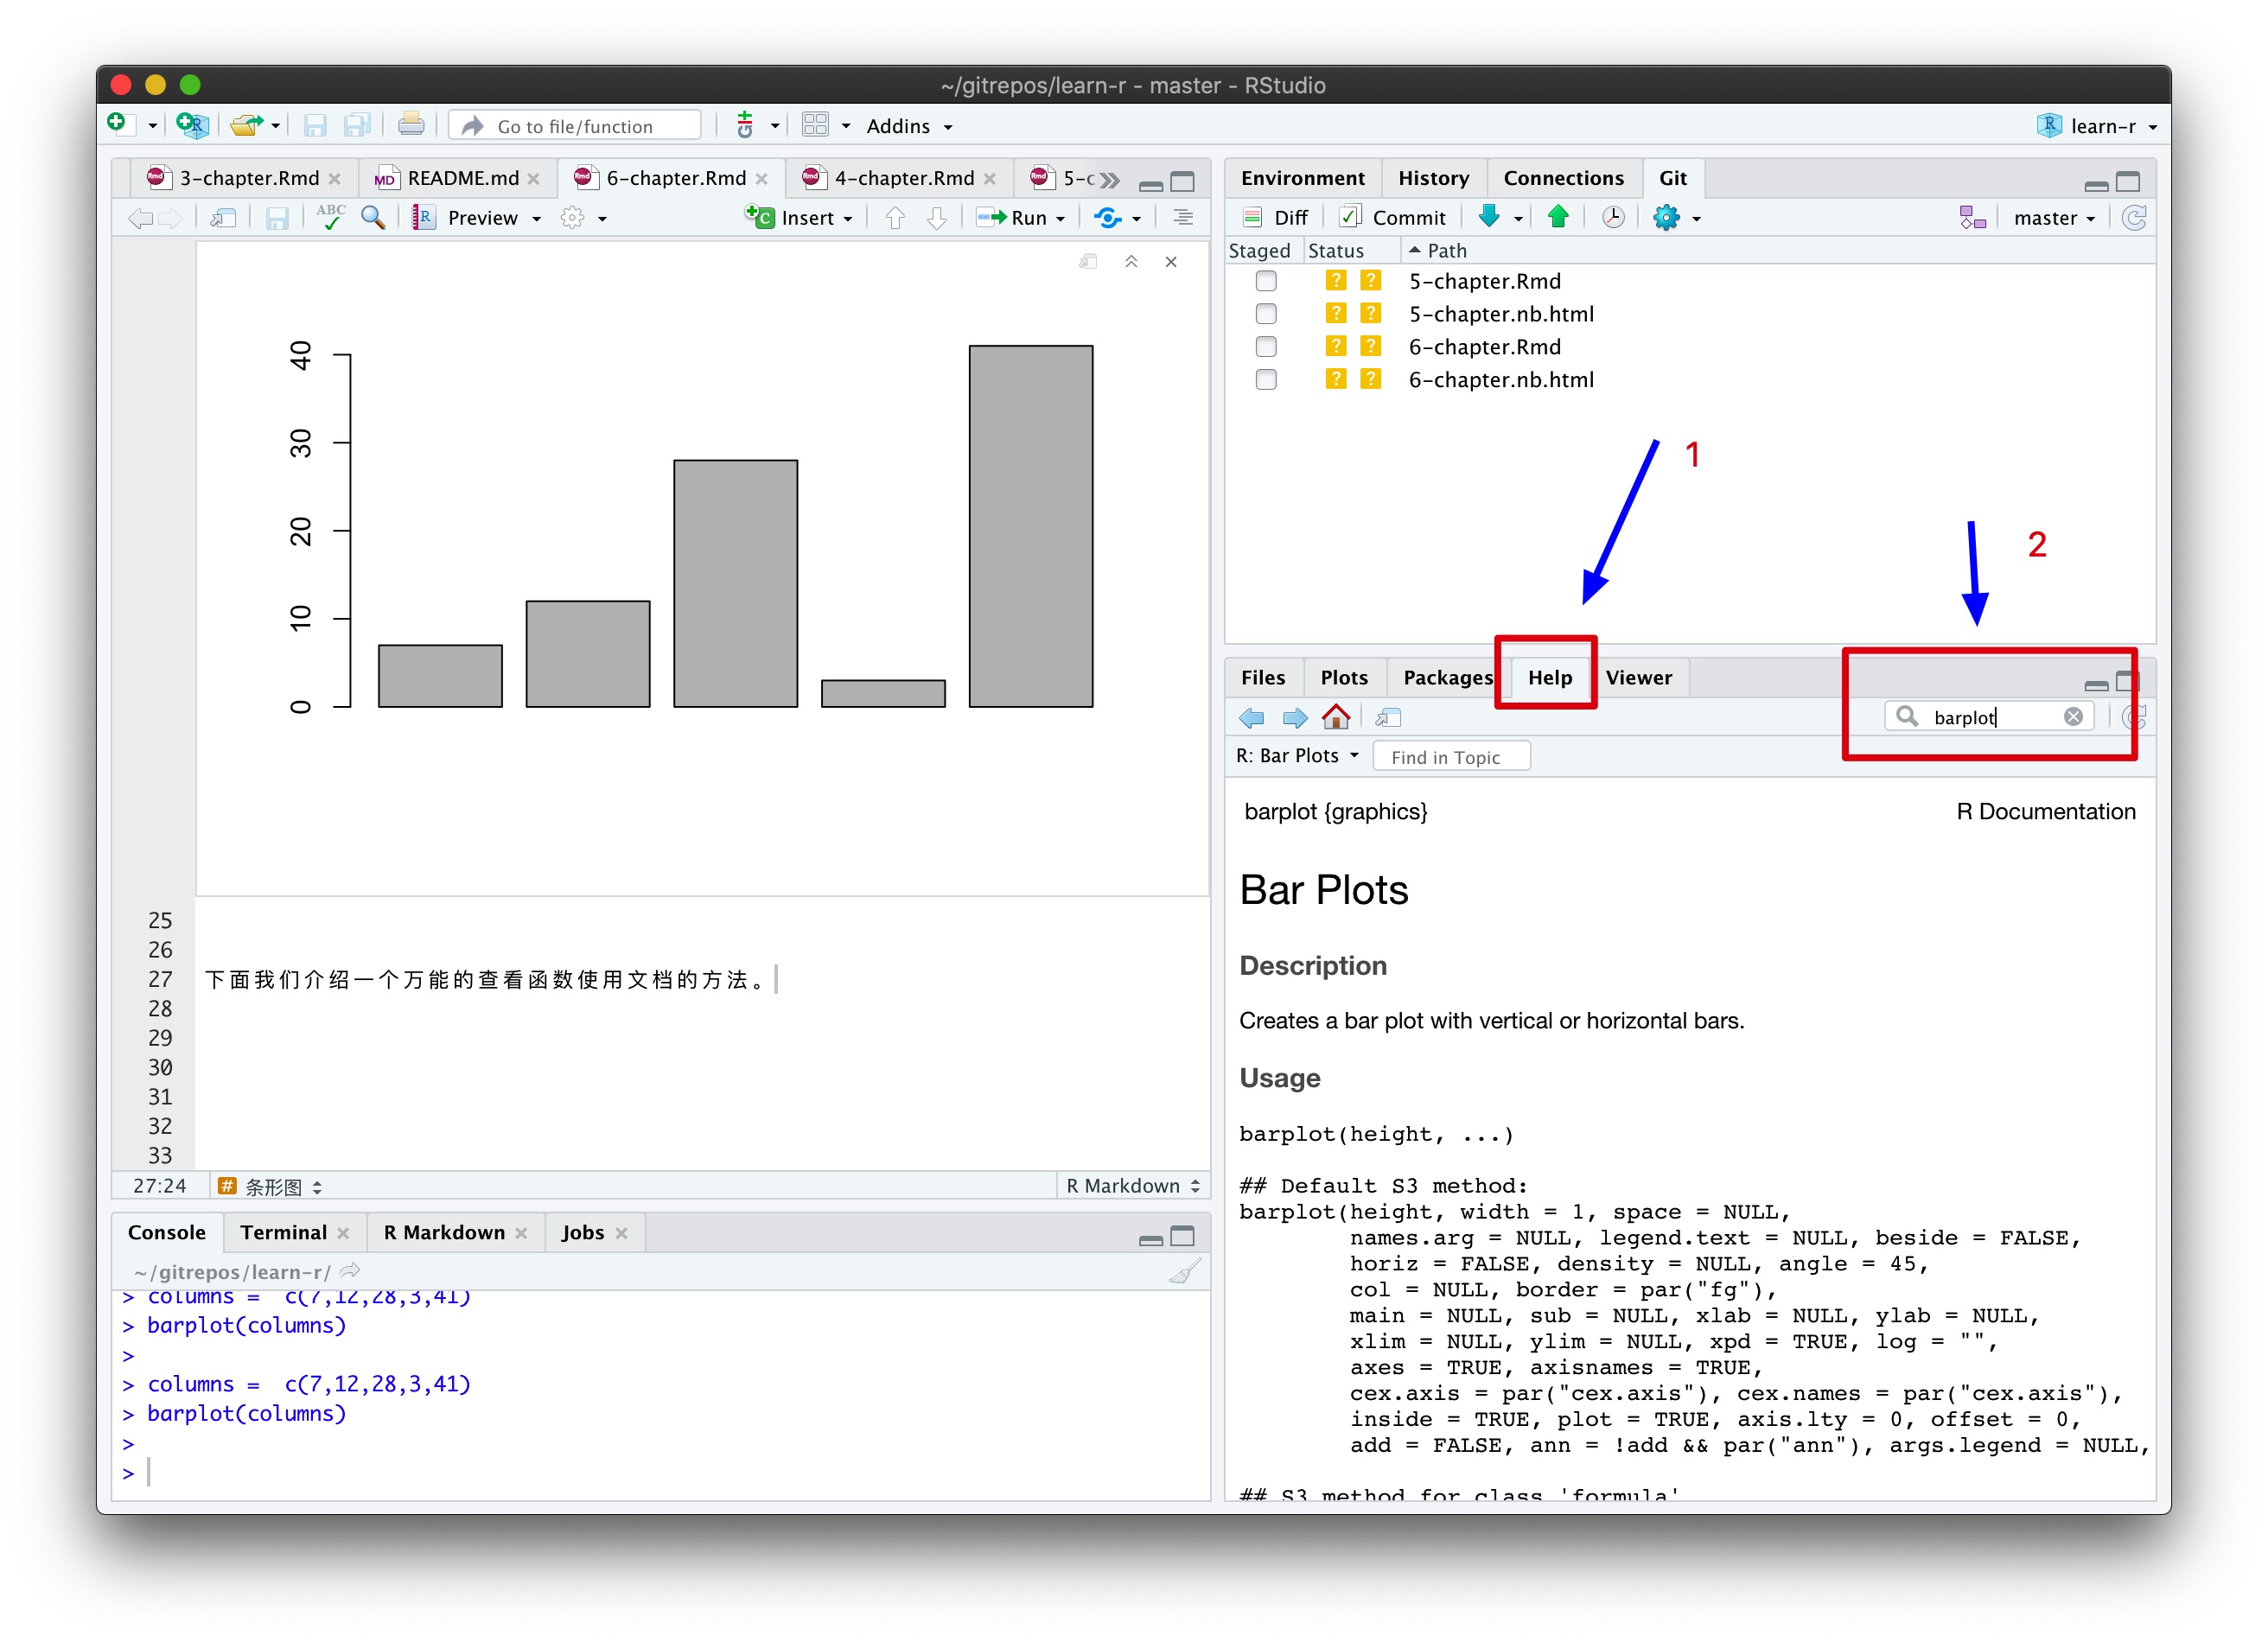 ~/gitrepos/learn-r - master - RStudio
Go to file/function
Addins
learn-r
3-chapter.Rmd
README.md
6-chapter.Rmd
4-chapter.Rmd
5-c
ABC
Preview
Insert
Run
40
30
20
10
0
25
26
27 下面我们介绍一个万能的查看函数使用文档的方法。
28
29
30
31
32
33
27:24 # 条形图 R Markdown
Console Terminal R Markdown Jobs
~/gitrepos/learn-r/
> columns =  c(7,12,28,3,41)
> barplot(columns)
>
> columns =  c(7,12,28,3,41)
> barplot(columns)
>
>
Environment History Connections Git
Diff Commit master
Staged Status Path
? ? 5-chapter.Rmd
? ? 5-chapter.nb.html
? ? 6-chapter.Rmd
? ? 6-chapter.nb.html
1
2
Files Plots Packages Help Viewer
barplot
R: Bar Plots Find in Topic
barplot {graphics} R Documentation
Bar Plots
Description
Creates a bar plot with vertical or horizontal bars.
Usage
barplot(height, ...)
## Default S3 method:
barplot(height, width = 1, space = NULL,
names.arg = NULL, legend.text = NULL, beside = FALSE,
horiz = FALSE, density = NULL, angle = 45,
col = NULL, border = par("fg"),
main = NULL, sub = NULL, xlab = NULL, ylab = NULL,
xlim = NULL, ylim = NULL, xpd = TRUE, log = "",
axes = TRUE, axisnames = TRUE,
cex.axis = par("cex.axis"), cex.names = par("cex.axis"),
inside = TRUE, plot = TRUE, axis.lty = 0, offset = 0,
add = FALSE, ann = !add && par("ann"), args.legend = NULL,
## S3 method for class 'formula'